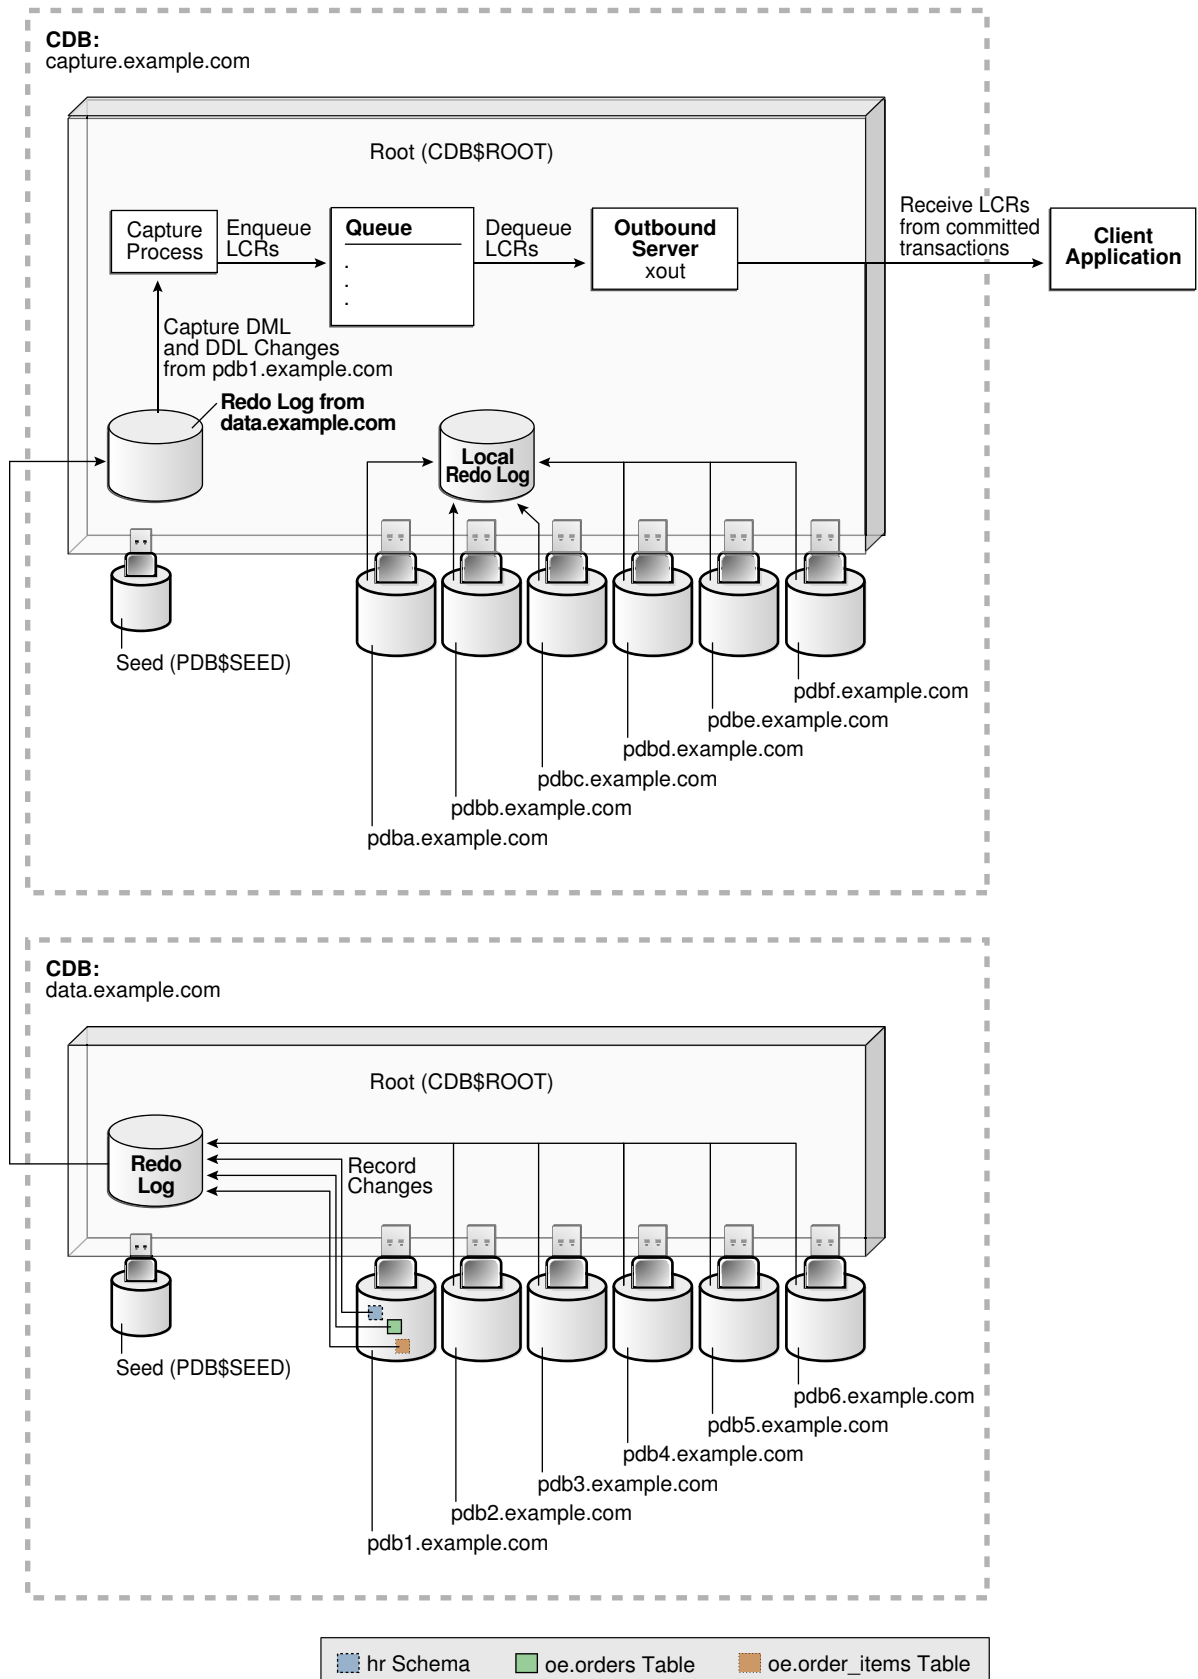 CDB:
capture.example.com
Root (CDB$ROOT)
Capture
Process
Enqueue
LCRs
Queue
.
.
.
Dequeue
LCRs
Outbound
Server
xout
Receive LCRs
from committed
transactions
Client
Application
Capture DML
and DDL Changes
from pdb1.example.com
Redo Log from
data.example.com
Local
Redo Log
Seed (PDB$SEED)
pdbf.example.com
pdbe.example.com
pdbd.example.com
pdbc.example.com
pdbb.example.com
pdba.example.com
CDB:
data.example.com
Root (CDB$ROOT)
Redo
Log
Record
Changes
Seed (PDB$SEED)
pdb6.example.com
pdb5.example.com
pdb4.example.com
pdb3.example.com
pdb2.example.com
pdb1.example.com
hr Schema
oe.orders Table
oe.order_items Table